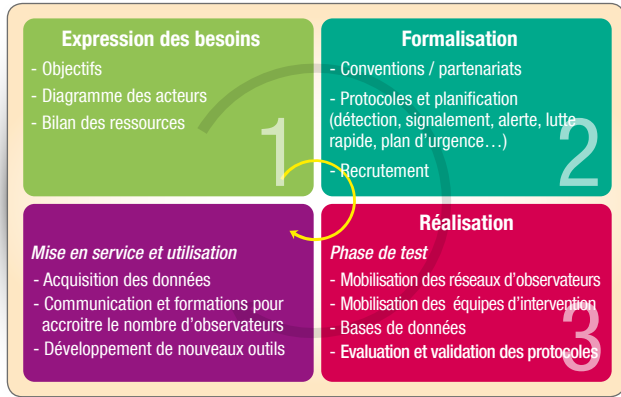 Expression des besoins
- Objectifs
- Diagramme des acteurs
- Bilan des ressources
1
Formalisation
- Conventions / partenariats
- Protocoles et planification
(détection, signalement, alerte, lutte
rapide, plan d'urgence…)
- Recrutement
2
Mise en service et utilisation
- Acquisition des données
- Communication et formations pour
accroitre le nombre d'observateurs
- Développement de nouveaux outils
Réalisation
Phase de test
- Mobilisation des réseaux d'observateurs
- Mobilisation des équipes d'intervention
- Bases de données
- Evaluation et validation des protocoles
3